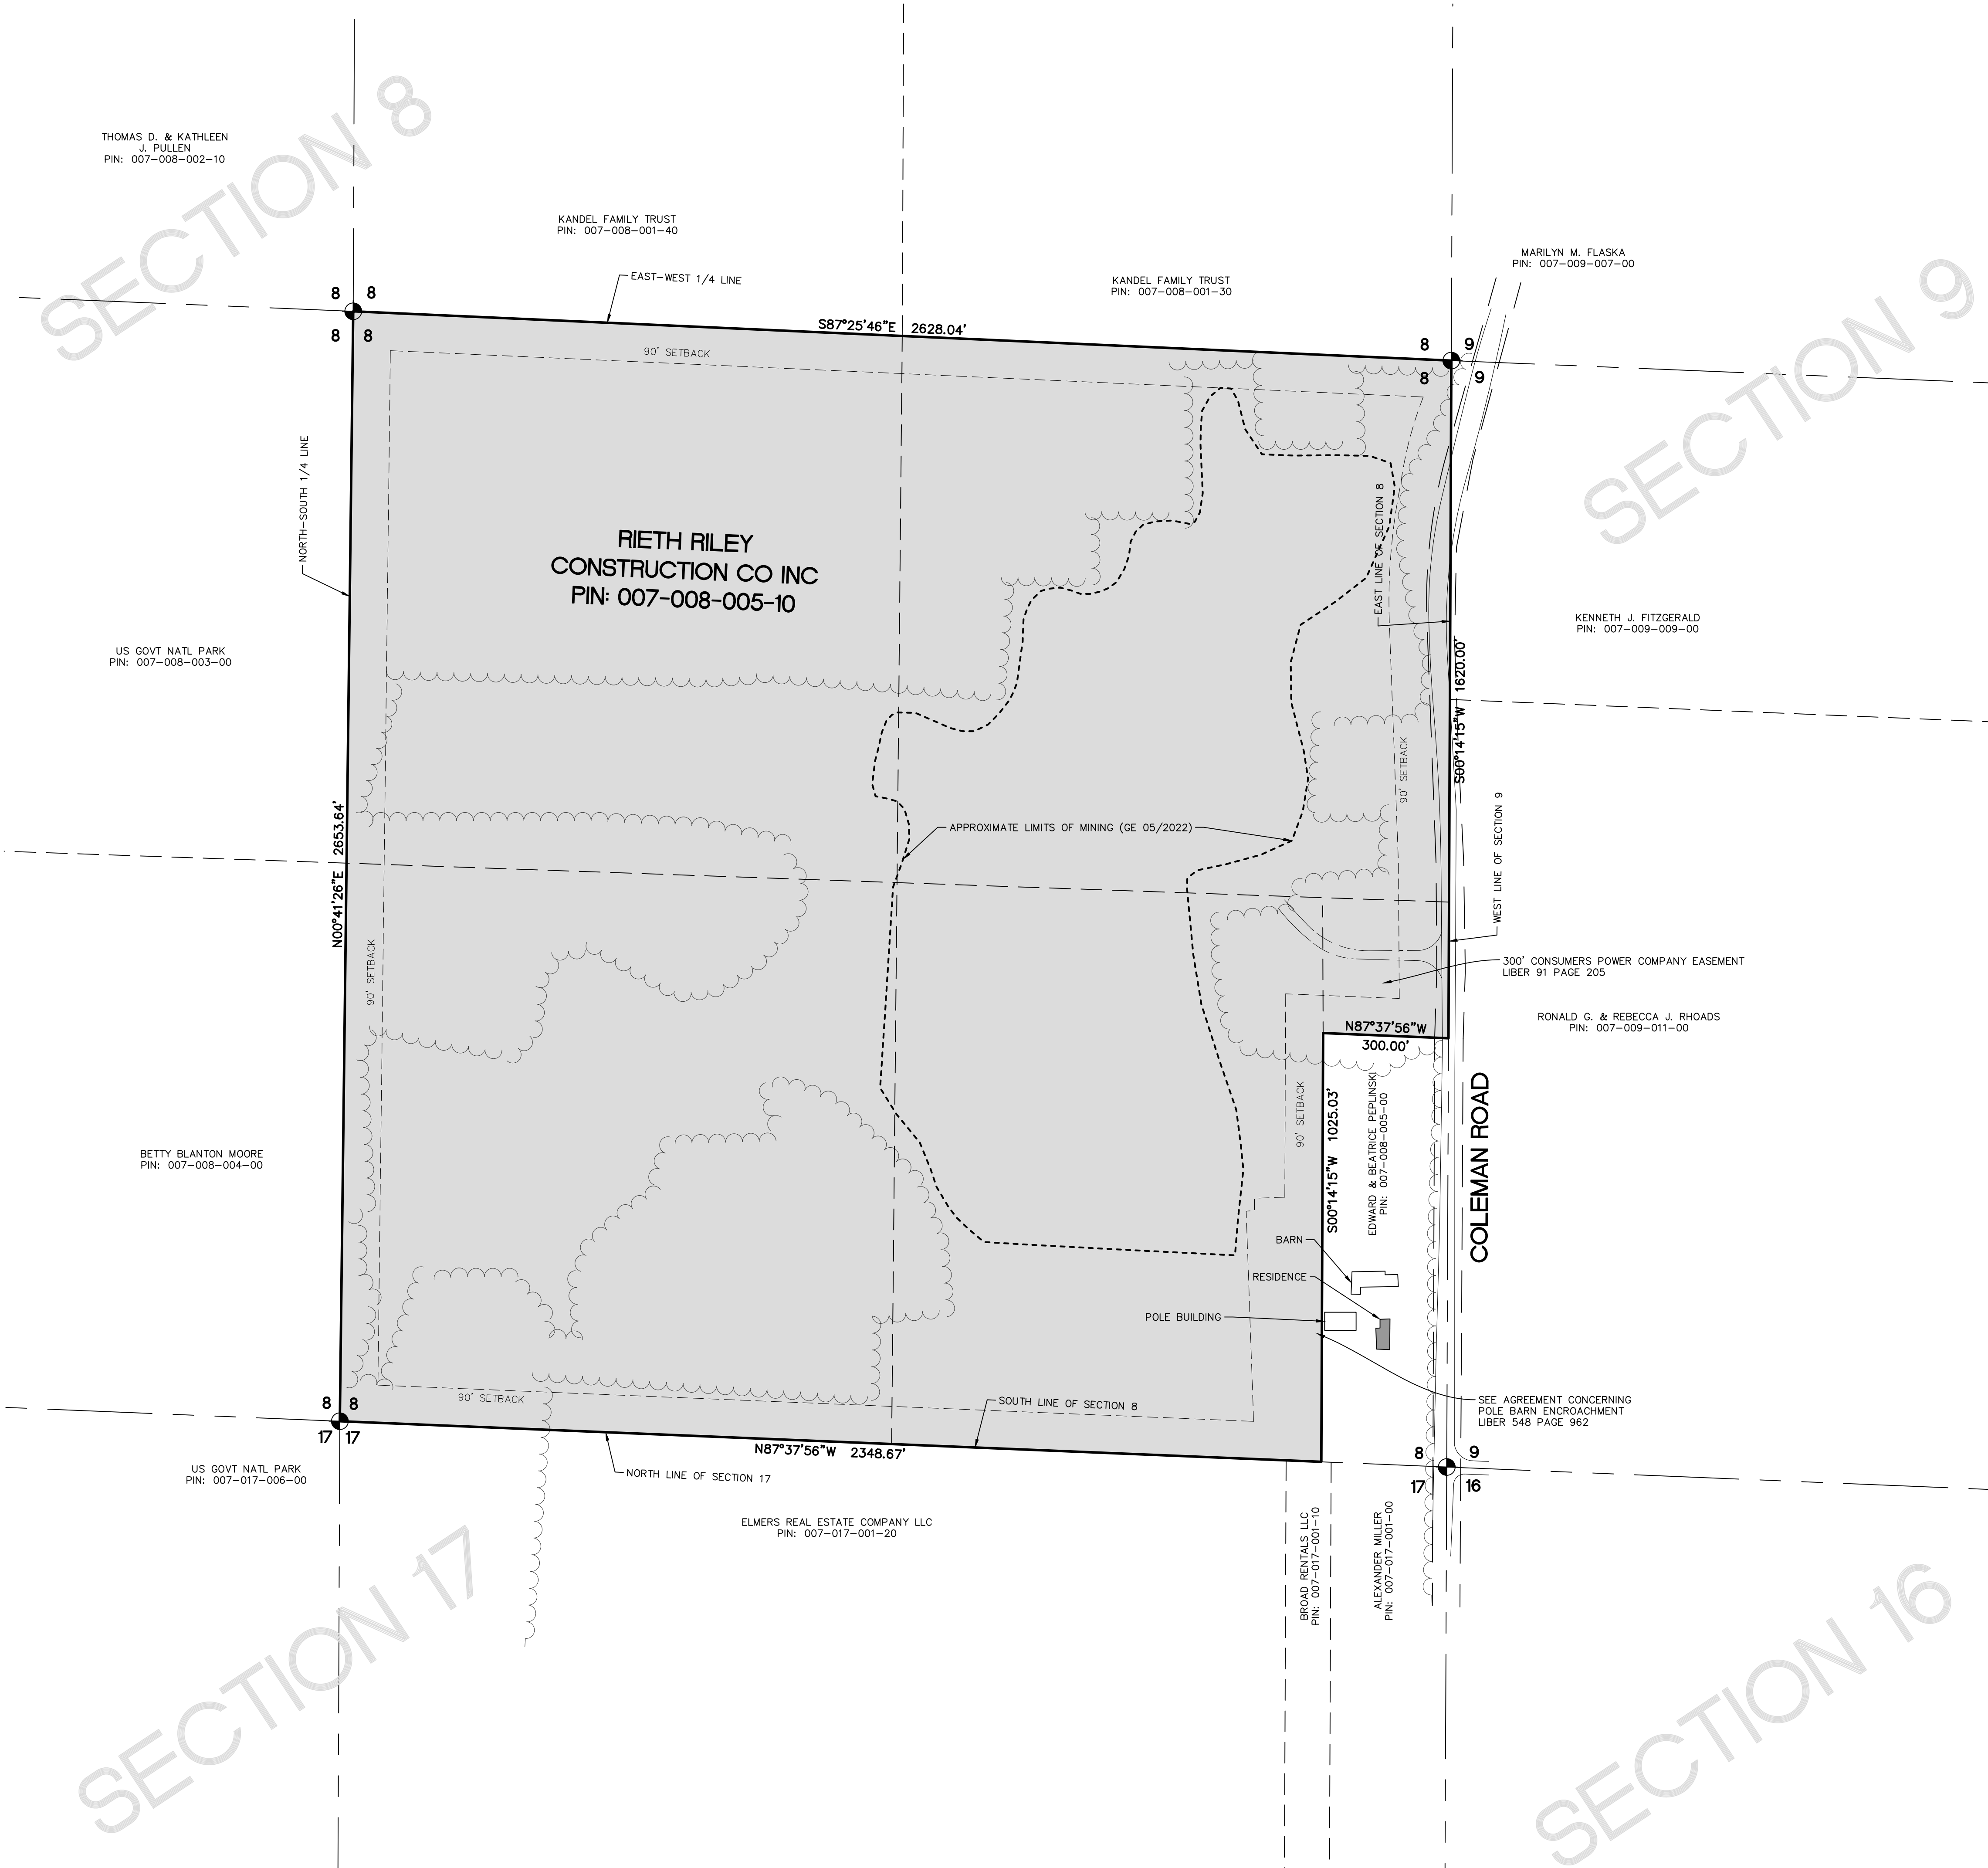 SECTION 8
THOMAS D. & KATHLEEN
J. PULLEN
PIN: 007-008-002-10
KANDEL FAMILY TRUST
PIN: 007-008-001-40
EAST-WEST 1/4 LINE
KANDEL FAMILY TRUST
PIN: 007-008-001-30
MARILYN M. FLASKA
PIN: 007-009-007-00
SECTION 9
8 8
8 8
S87°25'46"E 2628.04'
8 9
8 9
90' SETBACK
NORTH-SOUTH 1/4 LINE
RIETH RILEY
CONSTRUCTION CO INC
PIN: 007-008-005-10
EAST LINE OF SECTION 8
KENNETH J. FITZGERALD
PIN: 007-009-009-00
US GOVT NATL PARK
PIN: 007-008-003-00
S00°14'15"W 1620.00'
90' SETBACK
N00°41'26"E 2653.64'
APPROXIMATE LIMITS OF MINING (GE 05/2022)
WEST LINE OF SECTION 9
90' SETBACK
300' CONSUMERS POWER COMPANY EASEMENT
LIBER 91 PAGE 205
RONALD G. & REBECCA J. RHOADS
PIN: 007-009-011-00
N87°37'56"W
300.00'
BETTY BLANTON MOORE
PIN: 007-008-004-00
90' SETBACK
S00°14'15"W 1025.03'
EDWARD & BEATRICE PEPLINSKI
PIN: 007-008-005-00
COLEMAN ROAD
BARN
RESIDENCE
POLE BUILDING
90' SETBACK
SOUTH LINE OF SECTION 8
SEE AGREEMENT CONCERNING
POLE BARN ENCROACHMENT
LIBER 548 PAGE 962
8 8
17 17
N87°37'56"W 2348.67'
8 9
17 16
US GOVT NATL PARK
PIN: 007-017-006-00
NORTH LINE OF SECTION 17
ELMERS REAL ESTATE COMPANY LLC
PIN: 007-017-001-20
BROAD RENTALS LLC
PIN: 007-017-001-10
ALEXANDER MILLER
PIN: 007-017-001-00
SECTION 17
SECTION 16